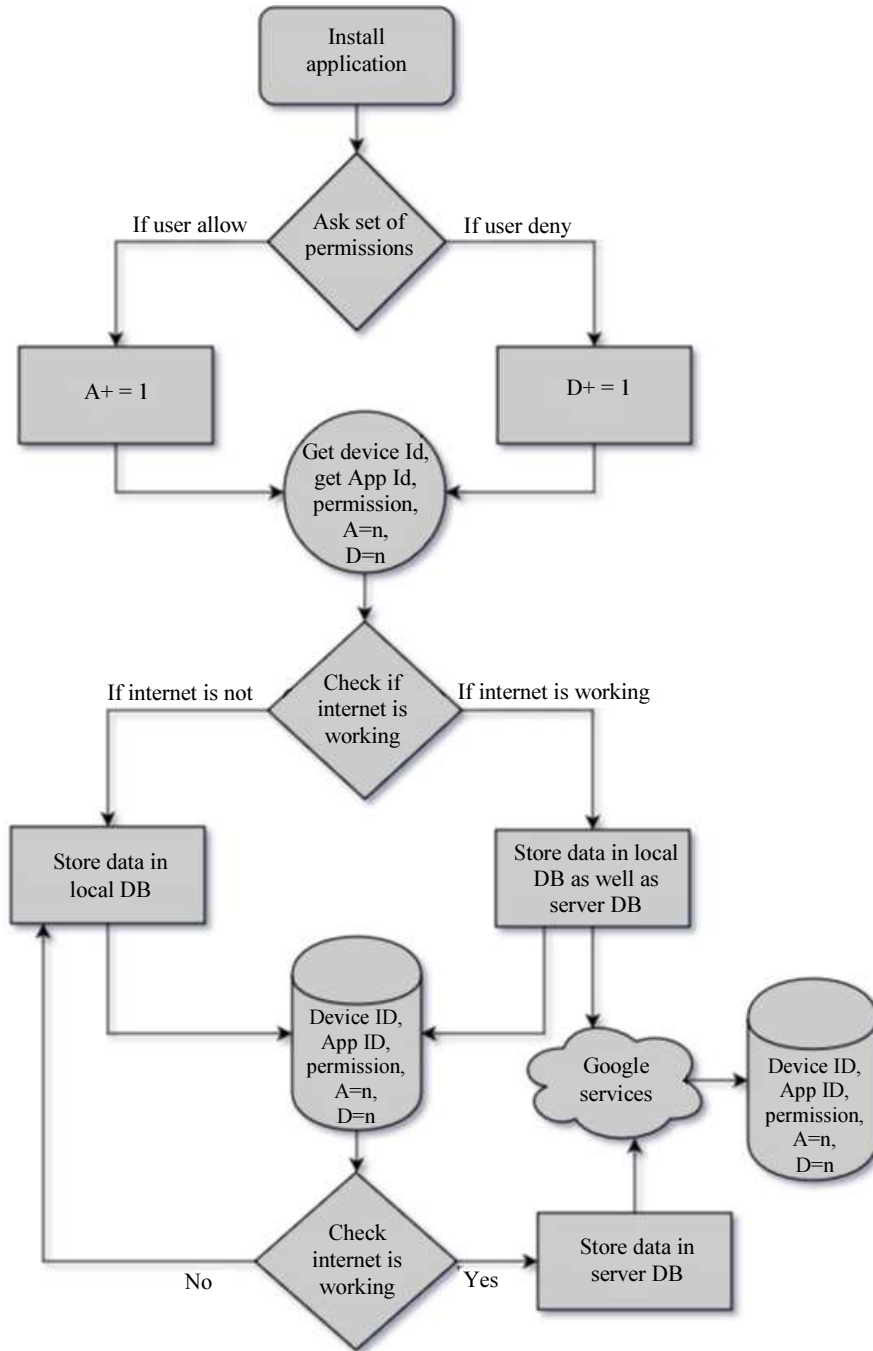 Install
application
If user allow
Ask set of
permissions
If user deny
A+ = 1
D+ = 1
Get device Id,
get App Id,
permission,
A=n,
D=n
If internet is not
Check if
internet is
working
If internet is working
Store data in
local DB
Store data in local
DB as well as
server DB
Device ID,
App ID,
permission,
A=n,
D=n
Google
services
Device ID,
App ID,
permission,
A=n,
D=n
Check
internet is
working
No
Yes
Store data in
server DB